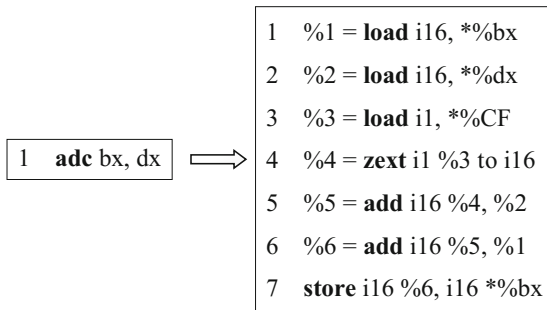 1 adc bx, dx
1 %1 = load i16, *%bx
2 %2 = load i16, *%dx
3 %3 = load i1, *%CF
4 %4 = zext i1 %3 to i16
5 %5 = add i16 %4, %2
6 %6 = add i16 %5, %1
7 store i16 %6, i16 *%bx